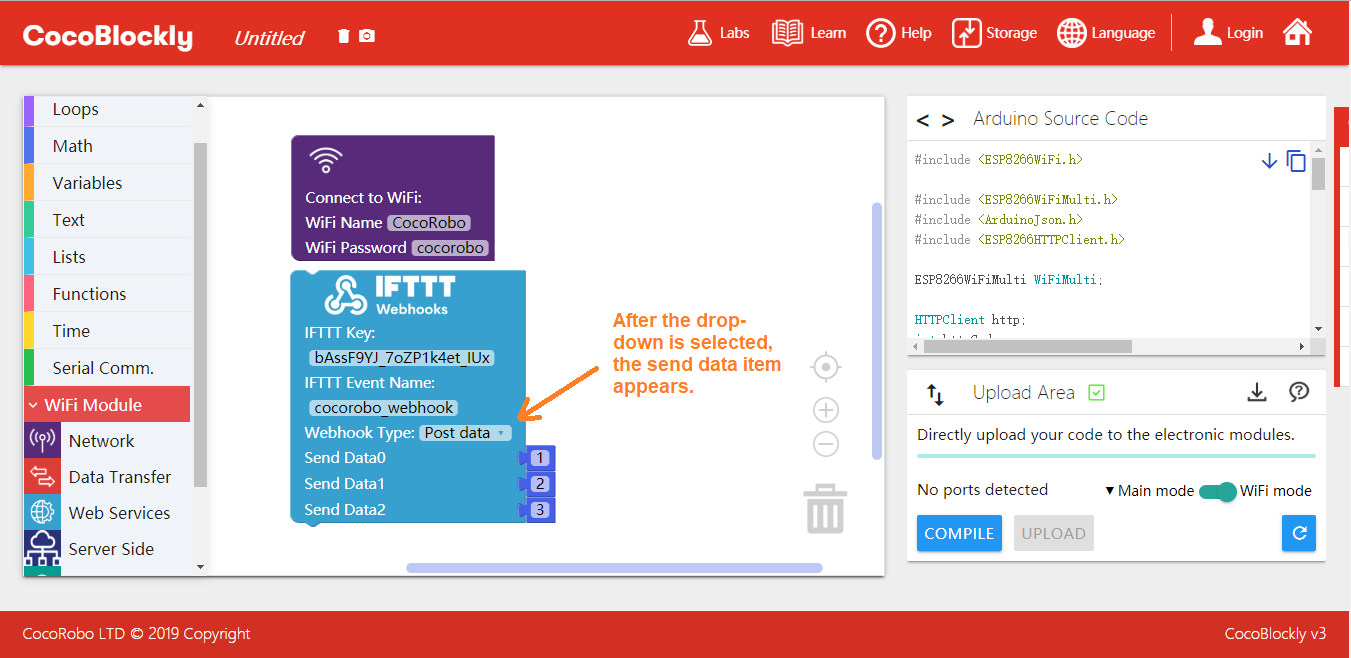 CocoBlockly
Untitled
Labs
Learn
Help
Storage
Language
Login
Loops
Math
Variables
Text
Lists
Functions
Time
Serial Comm.
WiFi Module
Network
Data Transfer
Web Services
Server Side
Connect to WiFi:
WiFi Name CocoRobo
WiFi Password cocorobo
IFTTT
Webhooks
IFTTT Key:
bAssF9YJ_7oZP1k4et_IUx
IFTTT Event Name:
cocorobo_webhook
Webhook Type: Post data
Send Data0 1
Send Data1 2
Send Data2 3
After the drop-
down is selected,
the send data item
appears.
< > Arduino Source Code
#include <ESP8266WiFi.h>
#include <ESP8266WiFiMulti.h>
#include <ArduinoJson.h>
#include <ESP8266HTTPClient.h>
ESP8266WiFiMulti WiFiMulti;
HTTPClient http;
Upload Area
Directly upload your code to the electronic modules.
No ports detected
Main mode
WiFi mode
COMPILE
UPLOAD
CocoRobo LTD © 2019 Copyright
CocoBlockly v3